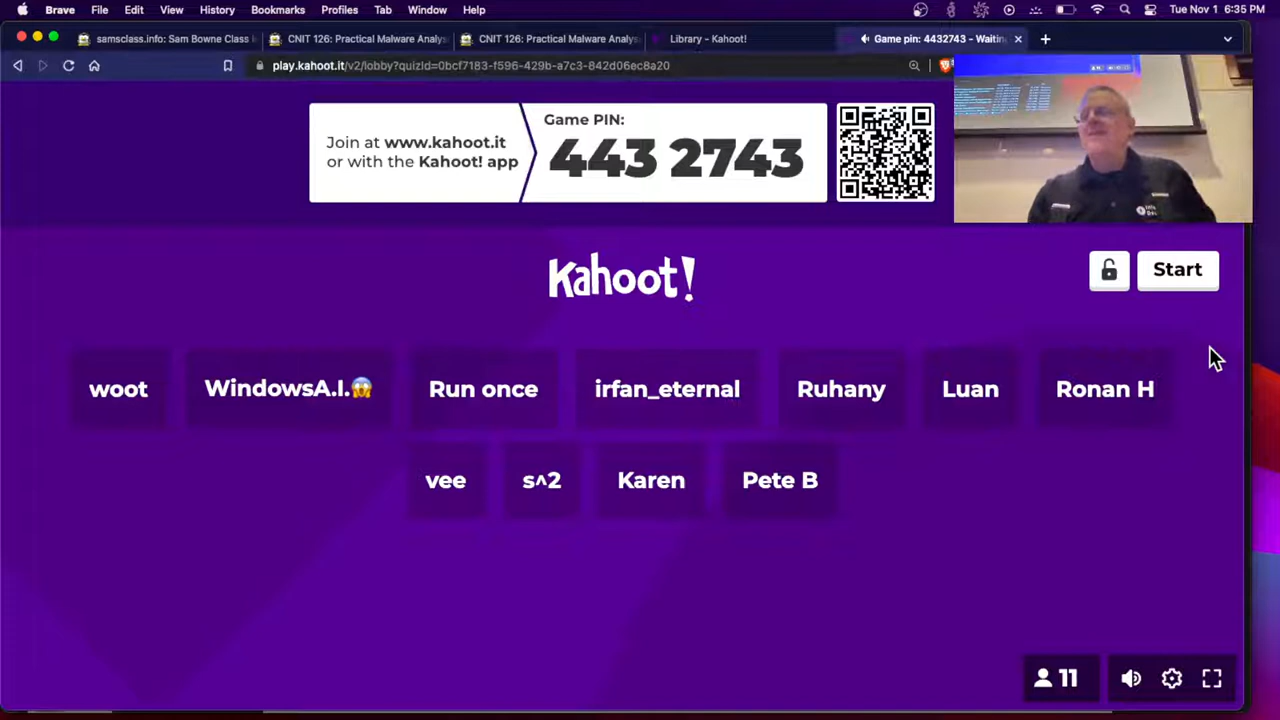 Brave File Edit View History Bookmarks Profiles Tab Window Help Tue Nov 1 6:35 PM
samsclass.info: Sam Bowne Class I CNIT 126: Practical Malware Analys CNIT 126: Practical Malware Analys Library - Kahoot! Game pin: 4432743 - Waitin
play.kahoot.it/v2/lobby?quizId=0bcf7183-f596-429b-a7c3-842d06ec8a20
Join at www.kahoot.it
or with the Kahoot! app
Game PIN:
443 2743
Kahoot!
Start
woot WindowsA.I.😱 Run once irfan_eternal Ruhany Luan Ronan H
vee s^2 Karen Pete B
11